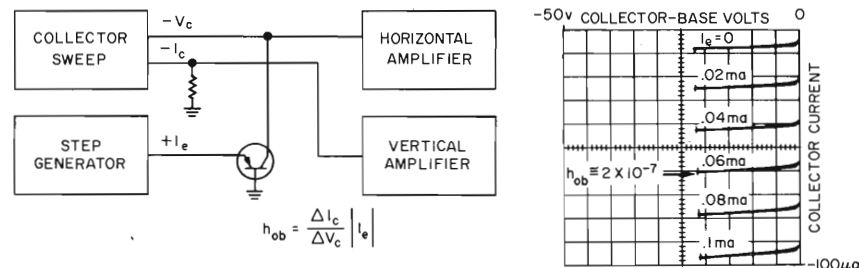 COLLECTOR
SWEEP
−Vc
−Ic
HORIZONTAL
AMPLIFIER
STEP
GENERATOR
+Ie
VERTICAL
AMPLIFIER
hob = ΔIc / ΔVc | Ie |
−50v COLLECTOR-BASE VOLTS 0
Ie=0
.02ma
.04ma
.06ma
hob ≅ 2 X 10⁻⁷
.08ma
.1ma
COLLECTOR CURRENT
−100μa